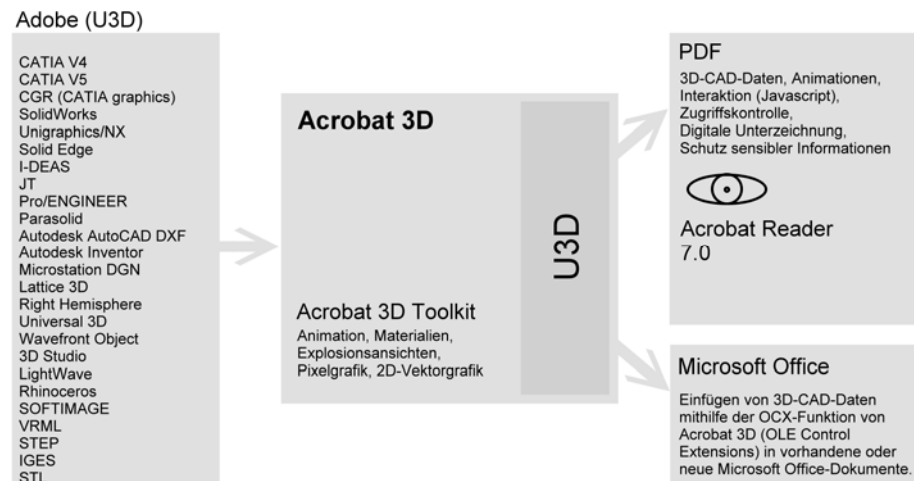 Adobe (U3D)
CATIA V4
CATIA V5
CGR (CATIA graphics)
SolidWorks
Unigraphics/NX
Solid Edge
I-DEAS
JT
Pro/ENGINEER
Parasolid
Autodesk AutoCAD DXF
Autodesk Inventor
Microstation DGN
Lattice 3D
Right Hemisphere
Universal 3D
Wavefront Object
3D Studio
LightWave
Rhinoceros
SOFTIMAGE
VRML
STEP
IGES
STL
Acrobat 3D
Acrobat 3D Toolkit
Animation, Materialien,
Explosionsansichten,
Pixelgrafik, 2D-Vektorgrafik
U3D
PDF
3D-CAD-Daten, Animationen,
Interaktion (Javascript),
Zugriffskontrolle,
Digitale Unterzeichnung,
Schutz sensibler Informationen
Acrobat Reader
7.0
Microsoft Office
Einfügen von 3D-CAD-Daten
mithilfe der OCX-Funktion von
Acrobat 3D (OLE Control
Extensions) in vorhandene oder
neue Microsoft Office-Dokumente.